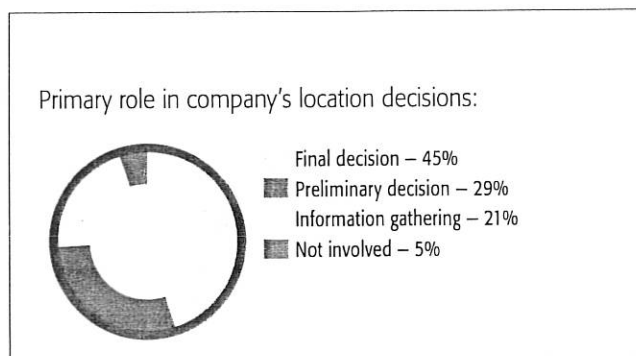 Primary role in company's location decisions:
Final decision – 45%
Preliminary decision – 29%
Information gathering – 21%
Not involved – 5%